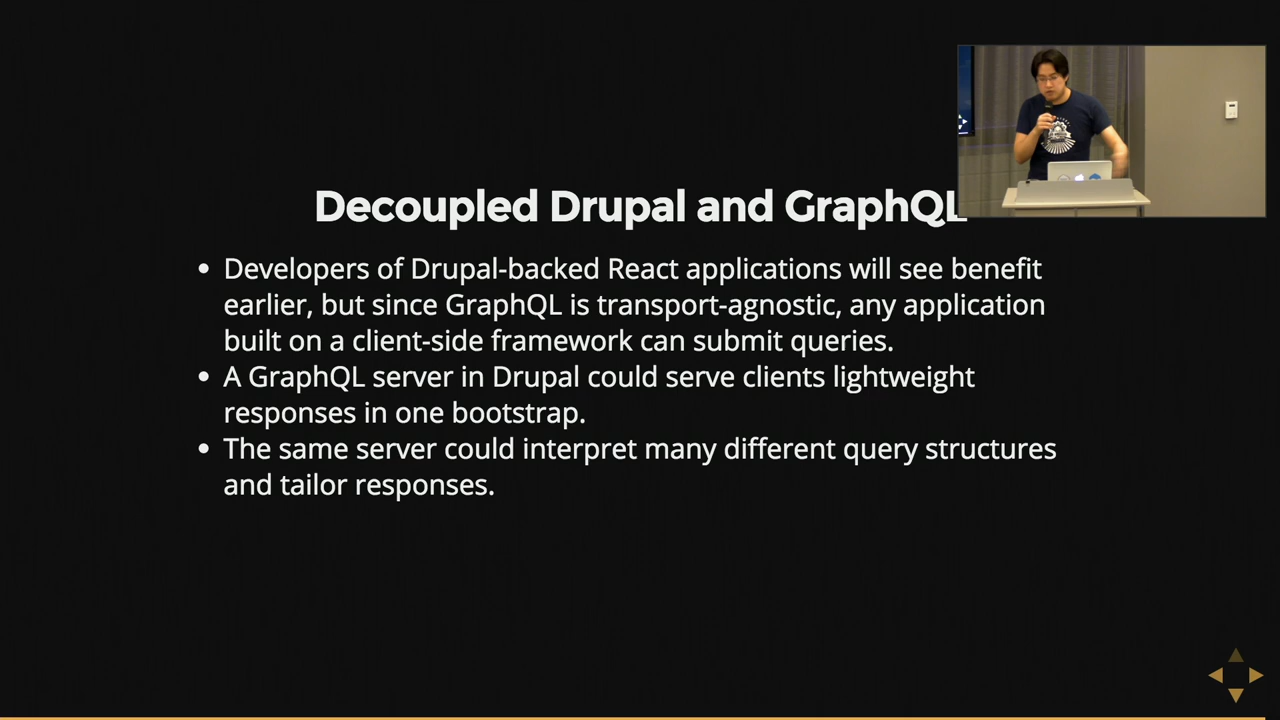 Decoupled Drupal and GraphQL
• Developers of Drupal-backed React applications will see benefit
earlier, but since GraphQL is transport-agnostic, any application
built on a client-side framework can submit queries.
• A GraphQL server in Drupal could serve clients lightweight
responses in one bootstrap.
• The same server could interpret many different query structures
and tailor responses.